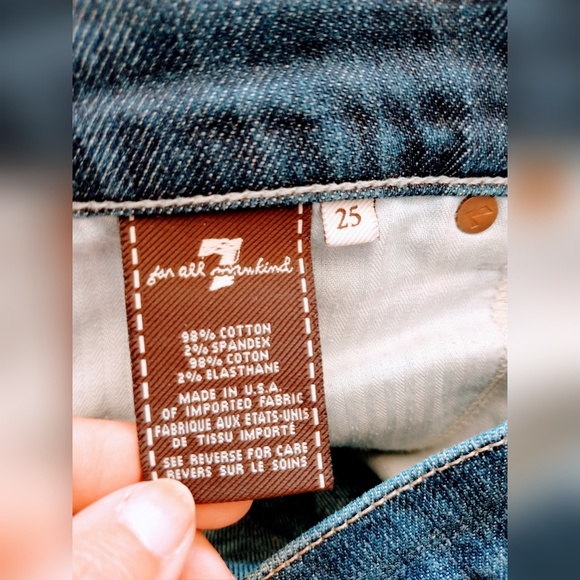 7
for all mankind
25
98% COTTON
2% SPANDEX
98% COTON
2% ELASTHANE
MADE IN U.S.A.
OF IMPORTED FABRIC
FABRIQUE AUX ETATS-UNIS
DE TISSU IMPORTÉ
SEE REVERSE FOR CARE
REVERS SUR LE SOINS